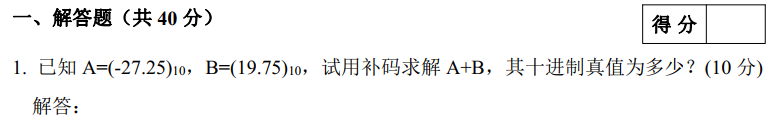 一、解答题（共 40 分）
得 分
1. 已知 A=(-27.25)10，B=(19.75)10，试用补码求解 A+B，其十进制真值为多少？(10 分)
解答：